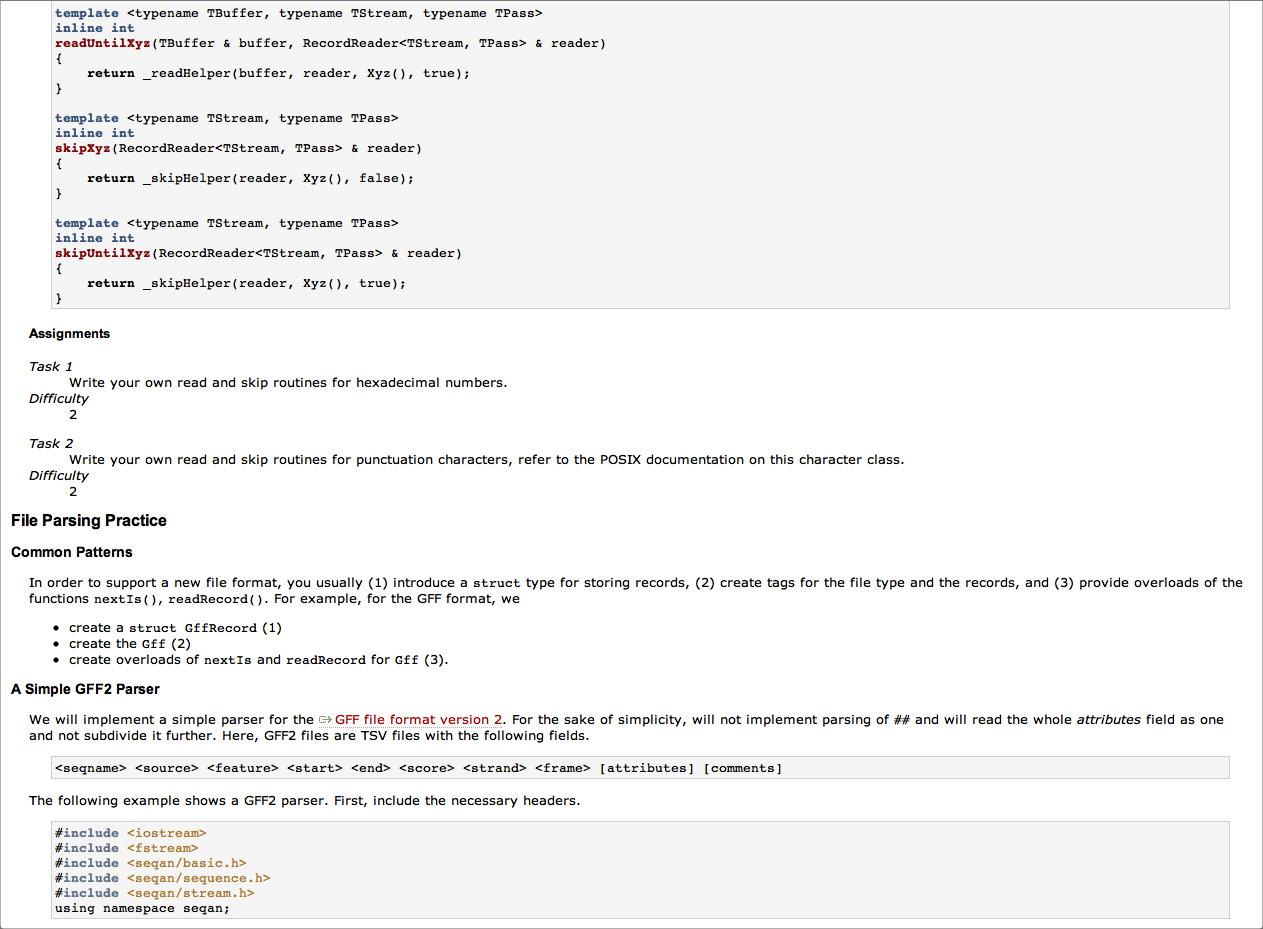 template <typename TBuffer, typename TStream, typename TPass>
inline int
readUntilXyz(TBuffer & buffer, RecordReader<TStream, TPass> & reader)
{
    return _readHelper(buffer, reader, Xyz(), true);
}

template <typename TStream, typename TPass>
inline int
skipXyz(RecordReader<TStream, TPass> & reader)
{
    return _skipHelper(reader, Xyz(), false);
}

template <typename TStream, typename TPass>
inline int
skipUntilXyz(RecordReader<TStream, TPass> & reader)
{
    return _skipHelper(reader, Xyz(), true);
}
Assignments
Task 1
Write your own read and skip routines for hexadecimal numbers.
Difficulty
2
Task 2
Write your own read and skip routines for punctuation characters, refer to the POSIX documentation on this character class.
Difficulty
2
File Parsing Practice
Common Patterns
In order to support a new file format, you usually (1) introduce a struct type for storing records, (2) create tags for the file type and the records, and (3) provide overloads of the
functions nextIs(), readRecord(). For example, for the GFF format, we
• create a struct GffRecord (1)
• create the Gff (2)
• create overloads of nextIs and readRecord for Gff (3).
A Simple GFF2 Parser
We will implement a simple parser for the GFF file format version 2. For the sake of simplicity, will not implement parsing of ## and will read the whole attributes field as one
and not subdivide it further. Here, GFF2 files are TSV files with the following fields.
<seqname> <source> <feature> <start> <end> <score> <strand> <frame> [attributes] [comments]
The following example shows a GFF2 parser. First, include the necessary headers.
#include <iostream>
#include <fstream>
#include <seqan/basic.h>
#include <seqan/sequence.h>
#include <seqan/stream.h>
using namespace seqan;